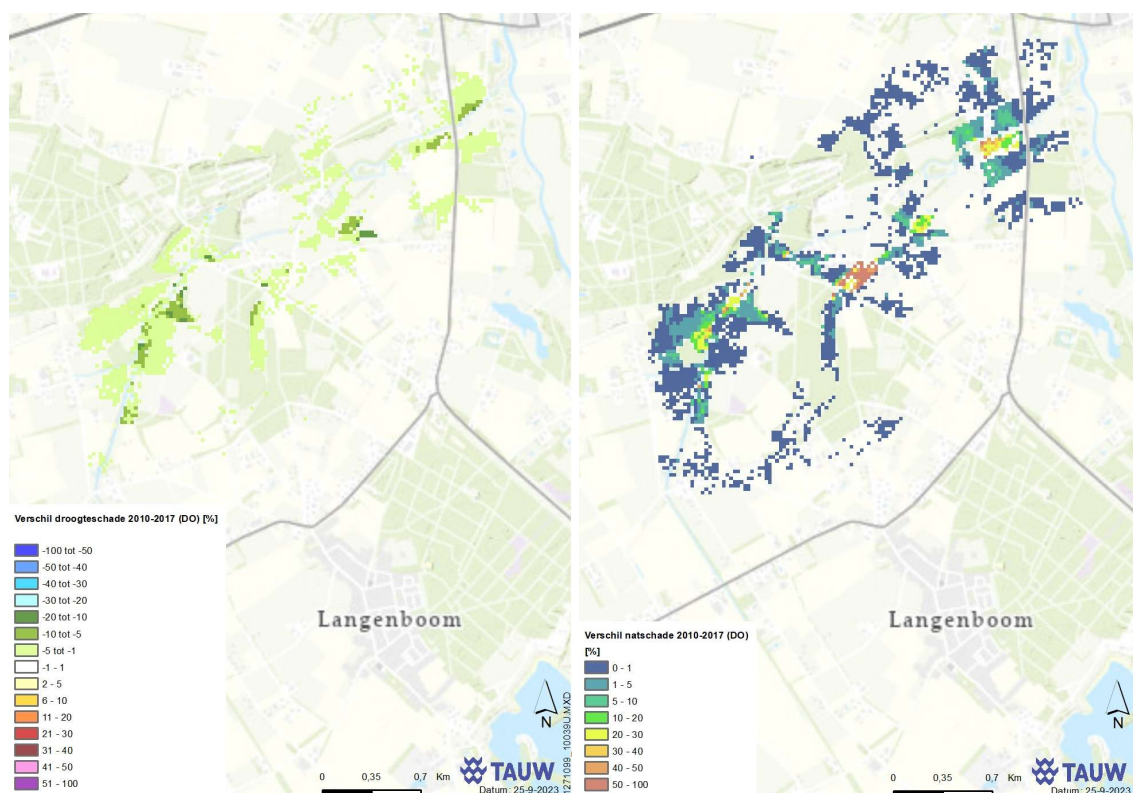 Verschil droogteschade 2010-2017 (DO) [%]
-100 tot -50
-50 tot -40
-40 tot -30
-30 tot -20
-20 tot -10
-10 tot -5
-5 tot -1
-1 - 1
2 - 5
6 - 10
11 - 20
21 - 30
31 - 40
41 - 50
51 - 100
Langenboom
N
1271099_10039U.MXD
0 0,35 0,7 Km
TAUW
Datum: 25-9-2023
Verschil natschade 2010-2017 (DO)
[%]
0 - 1
1 - 5
5 - 10
10 - 20
20 - 30
30 - 40
40 - 50
50 - 100
Langenboom
N
0 0,35 0,7 Km
TAUW
Datum: 25-9-2023